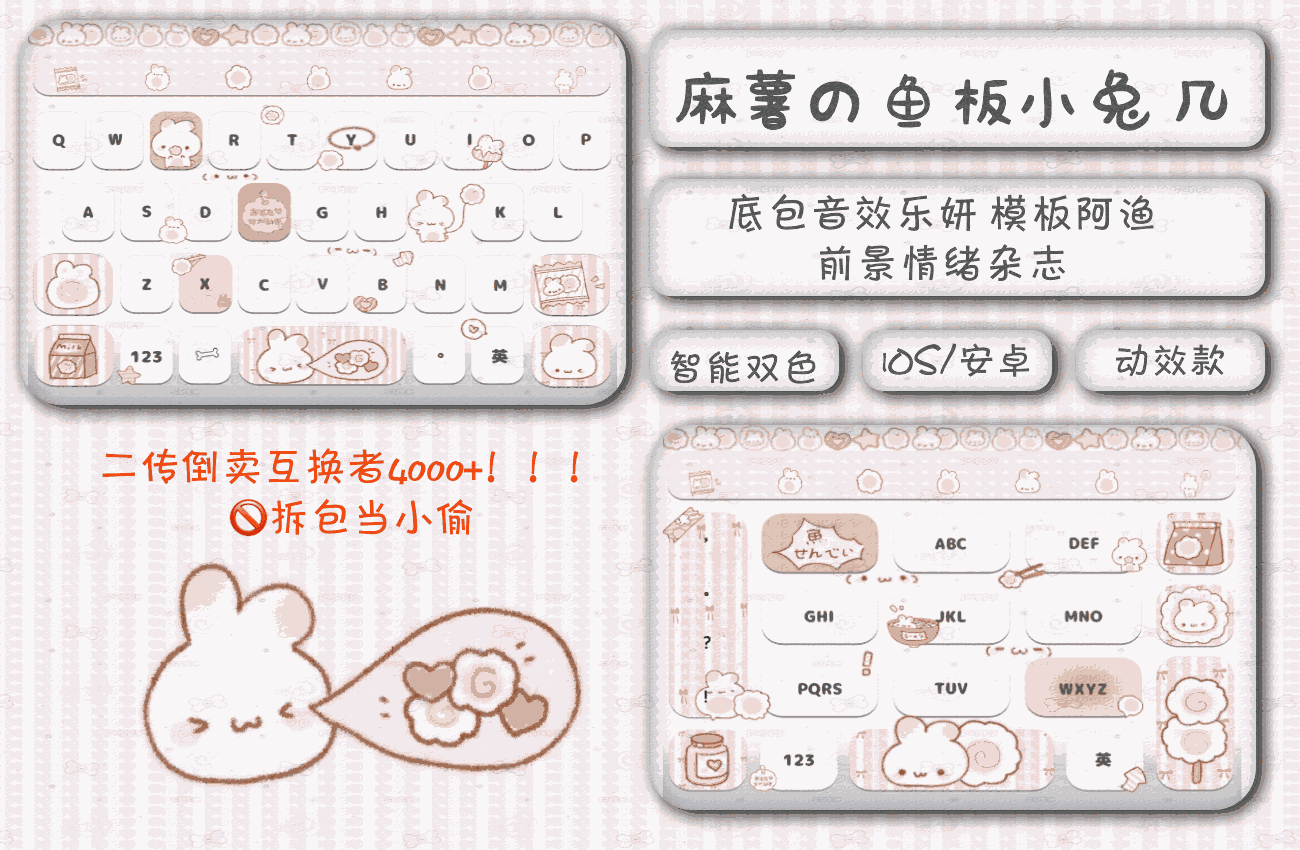 麻薯の鱼板小兔几
底包音效乐妍 模板阿渔
前景情绪杂志
智能双色
iOS/安卓
动效款
Q W R T Y U I O P
A S D G H K L
Z X C V B N M
Milk
123
。
英
二传倒卖互换者4000+！！！
🚫拆包当小偷
，
。
?
!
魚
せんべい
ABC
DEF
GHI
JKL
MNO
PQRS
TUV
WXYZ
123
英